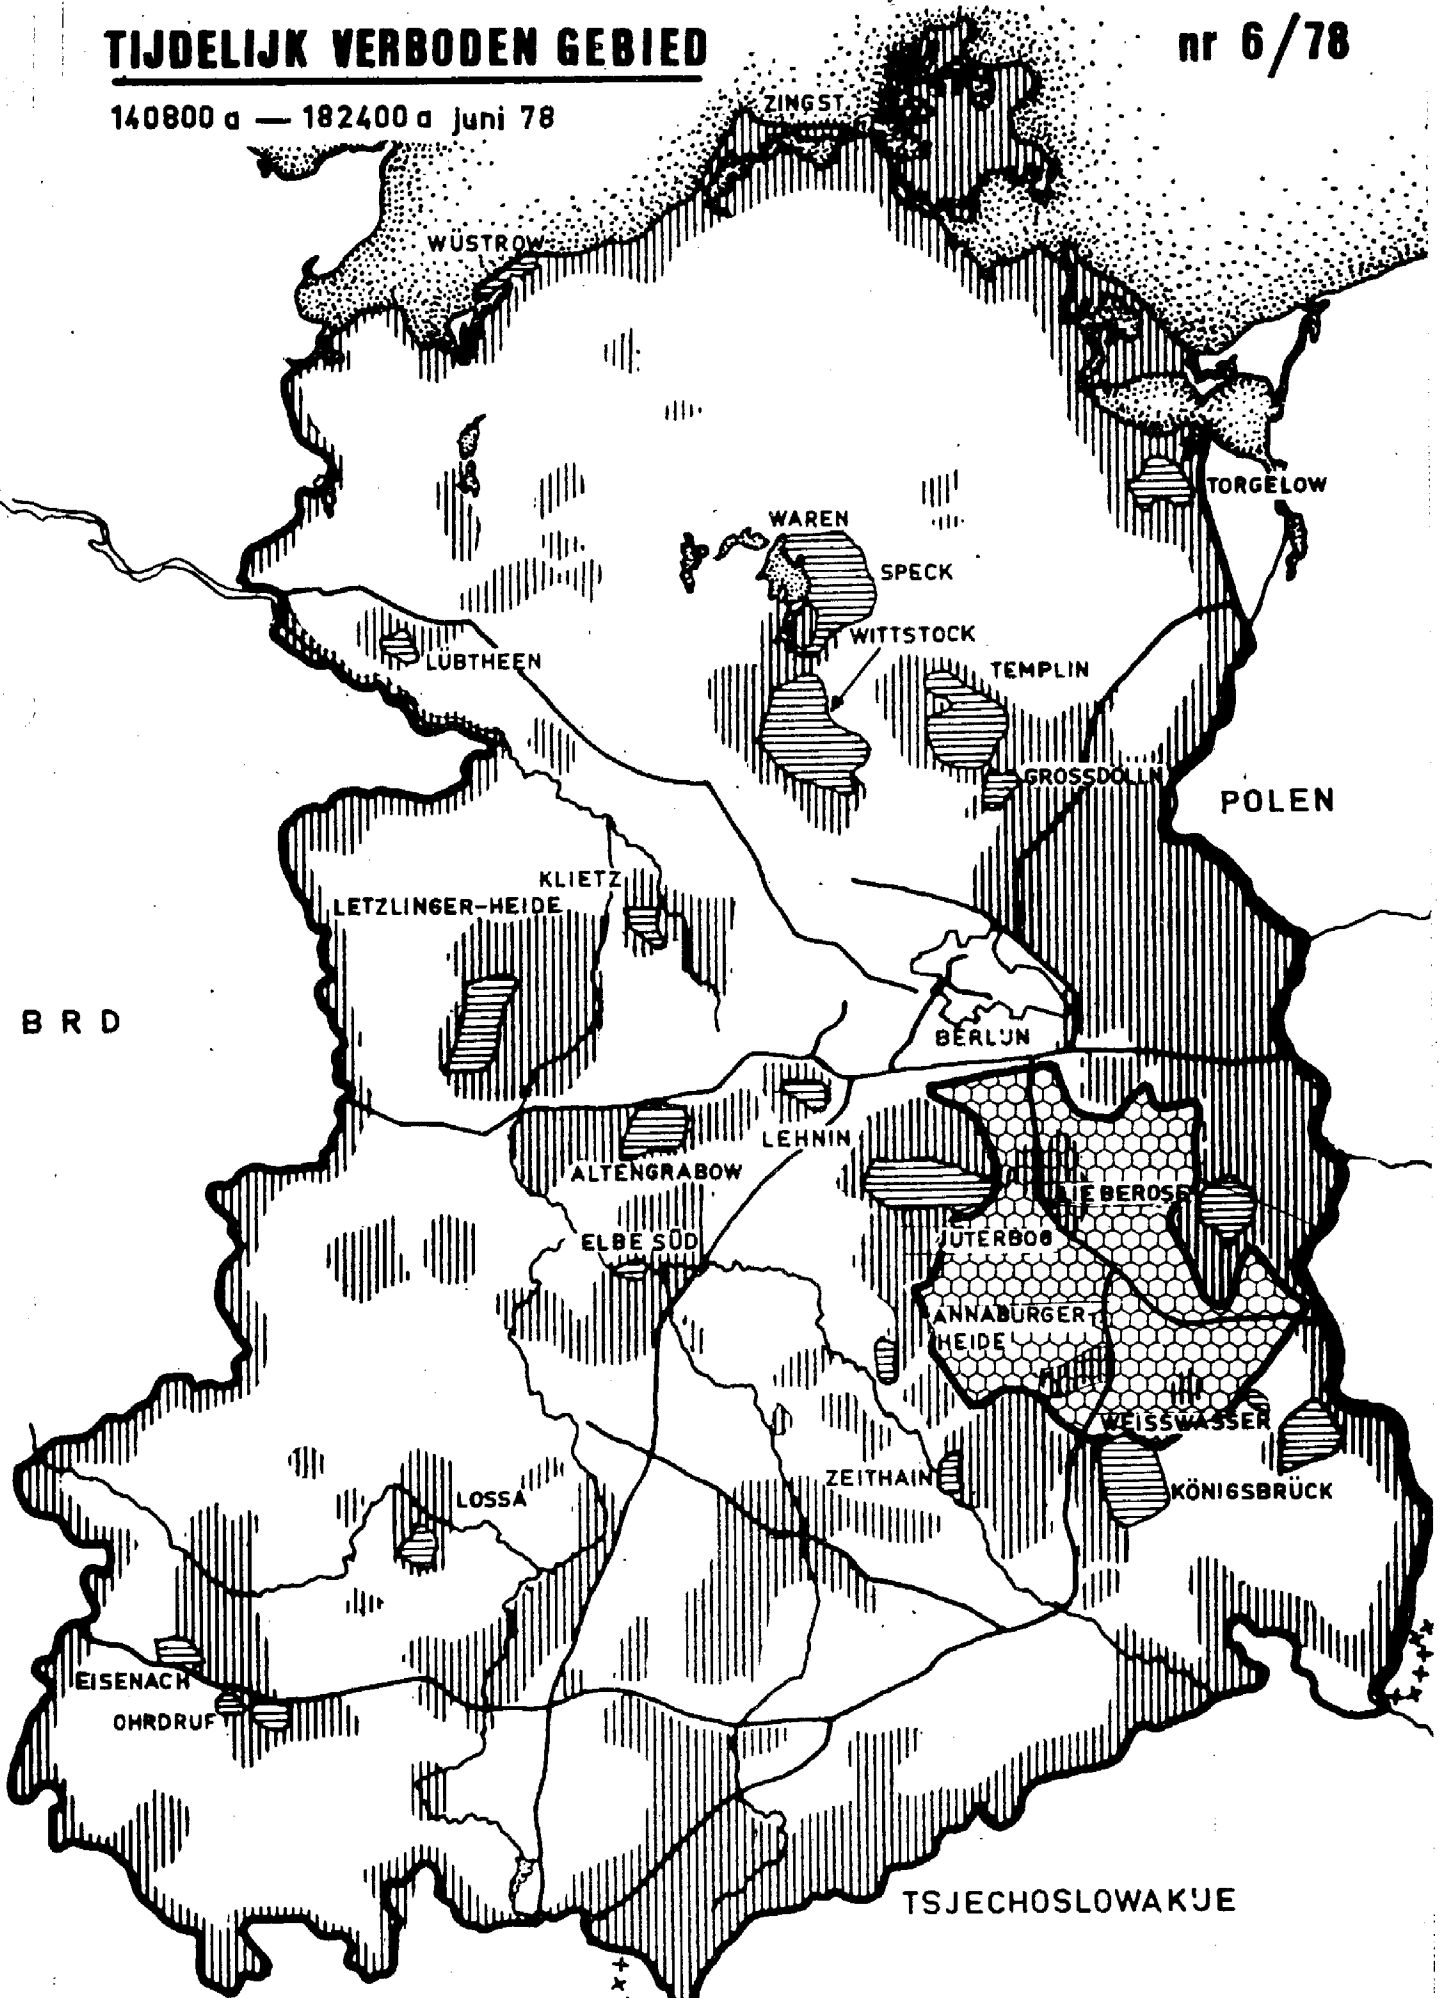 TIJDELIJK VERBODEN GEBIED
nr 6/78
140800 a — 182400 a juni 78
ZINGST.
WUSTROW
TORGELOW
WAREN
SPECK
WITTSTOCK
LÜBTHEEN
TEMPLIN
GROSSDÖLLN
POLEN
KLIETZ
LETZLINGER-HEIDE
BRD
BERLIJN
LEHNIN
ALTENGRABOW
LIEBEROSE
ELBE SÜD
JÜTERBOG
ANNABURGER-
HEIDE
WEISSWASSER
ZEITHAIN
KÖNIGSBRÜCK
LOSSA
EISENACH
OHRDRUF
TSJECHOSLOWAKIJE